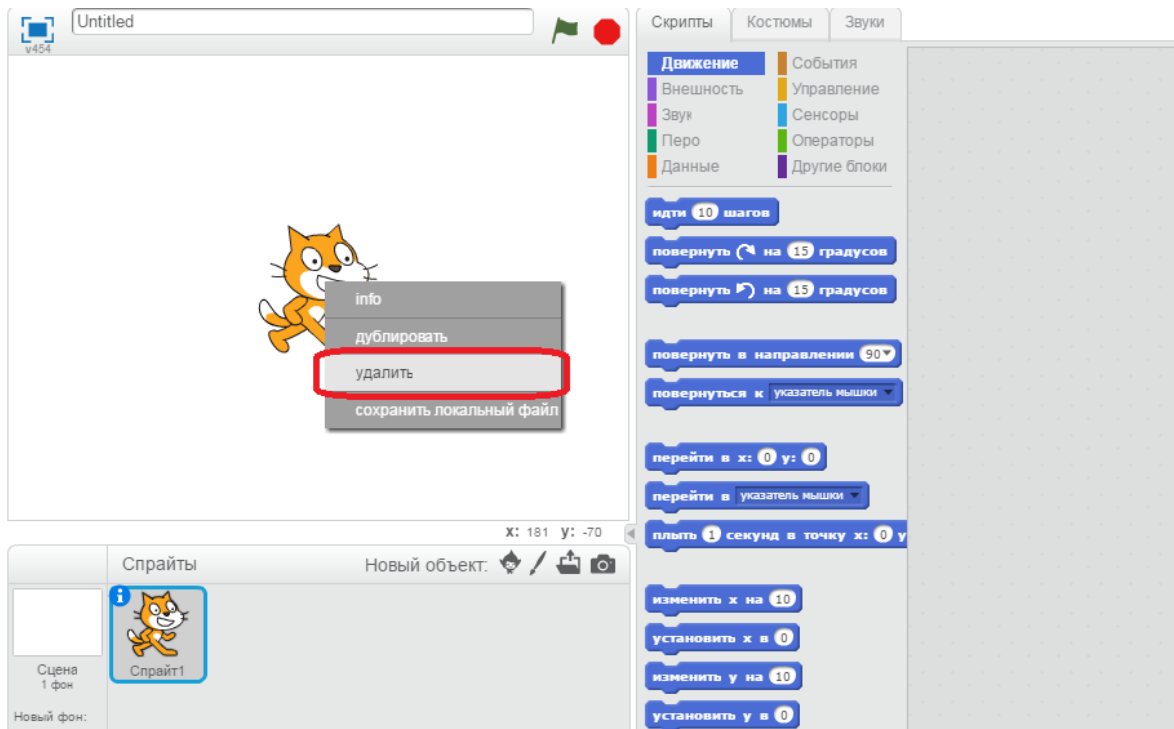 Untitled
v454
info
дублировать
удалить
сохранить локальный файл
x: 181 y: -70
Спрайты
Новый объект:
Сцена
1 фон
Новый фон:
Спрайт1
Скрипты Костюмы Звуки
Движение События
Внешность Управление
Звук Сенсоры
Перо Операторы
Данные Другие блоки
идти 10 шагов
повернуть на 15 градусов
повернуть на 15 градусов
повернуть в направлении 90
повернуться к указатель мышки
перейти в x: 0 y: 0
перейти в указатель мышки
плыть 1 секунд в точку x: 0 y
изменить x на 10
установить x в 0
изменить y на 10
установить y в 0